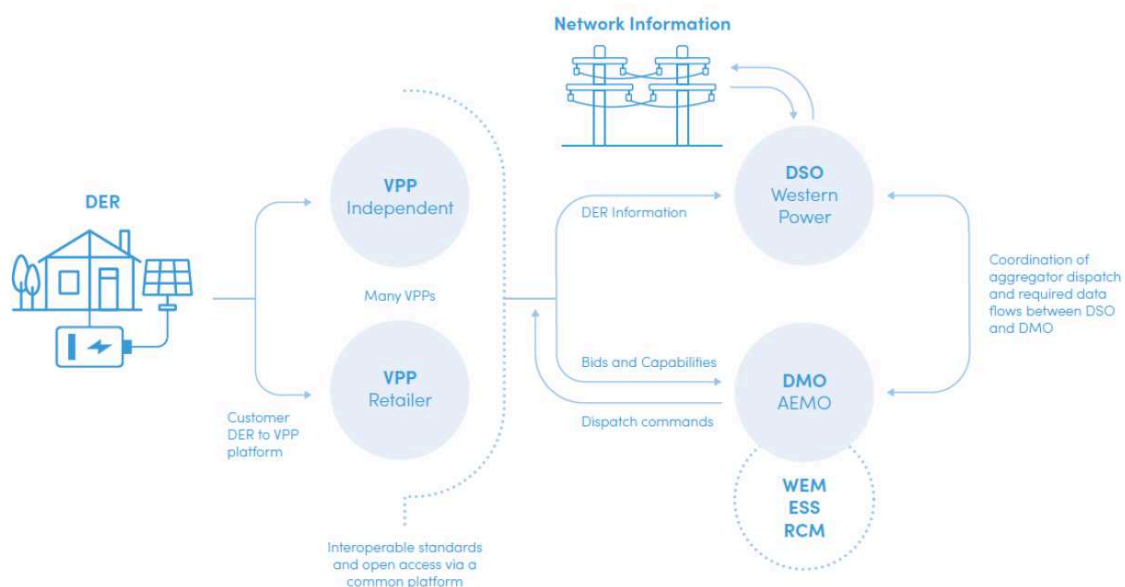 Network Information
DER
VPP
Independent
Many VPPs
VPP
Retailer
Customer
DER to VPP
platform
Interoperable standards
and open access via a
common platform
DER Information
Bids and Capabilities
Dispatch commands
DSO
Western
Power
DMO
AEMO
WEM
ESS
RCM
Coordination of
aggregator dispatch
and required data
flows between DSO
and DMO